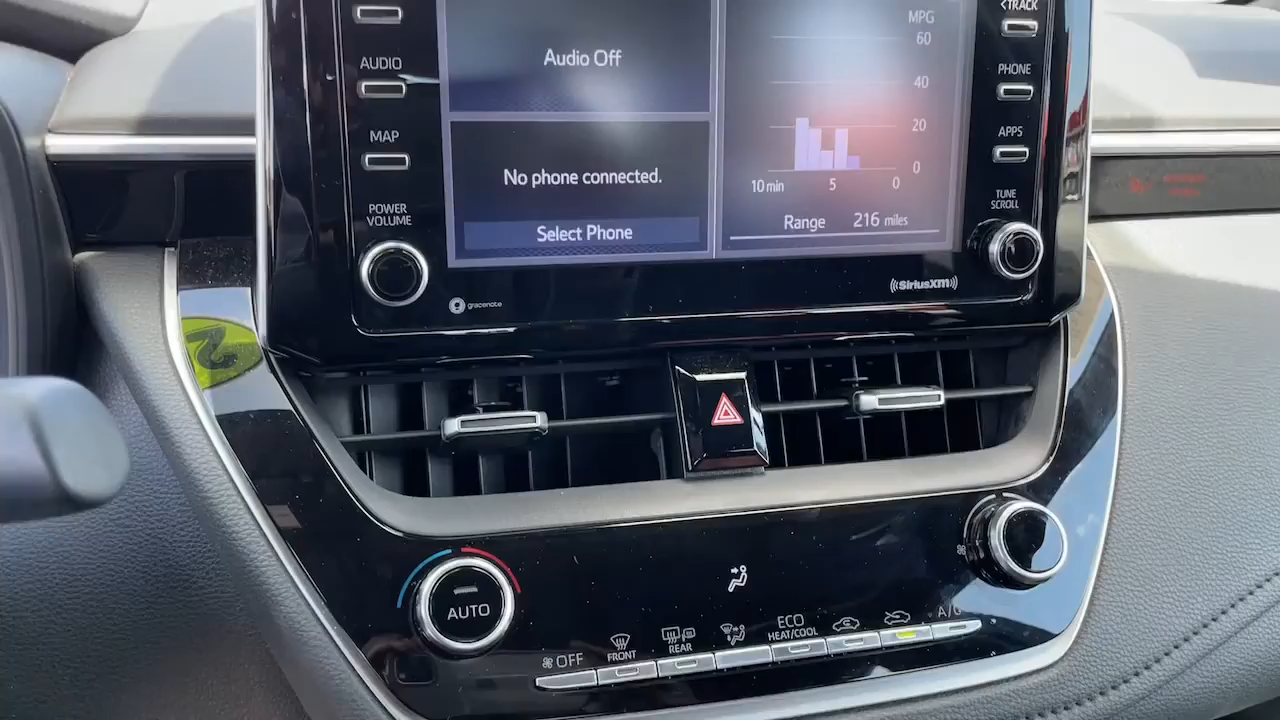 <TRACK
MPG
60
Audio Off
AUDIO
PHONE
40
MAP
20
APPS
No phone connected.
0
10 min
5
0
POWER
VOLUME
TUNE
SCROLL
Range 216 miles
Select Phone
((SiriusXM))
gracenote
2
AUTO
OFF
FRONT
REAR
ECO
HEAT/COOL
A/C